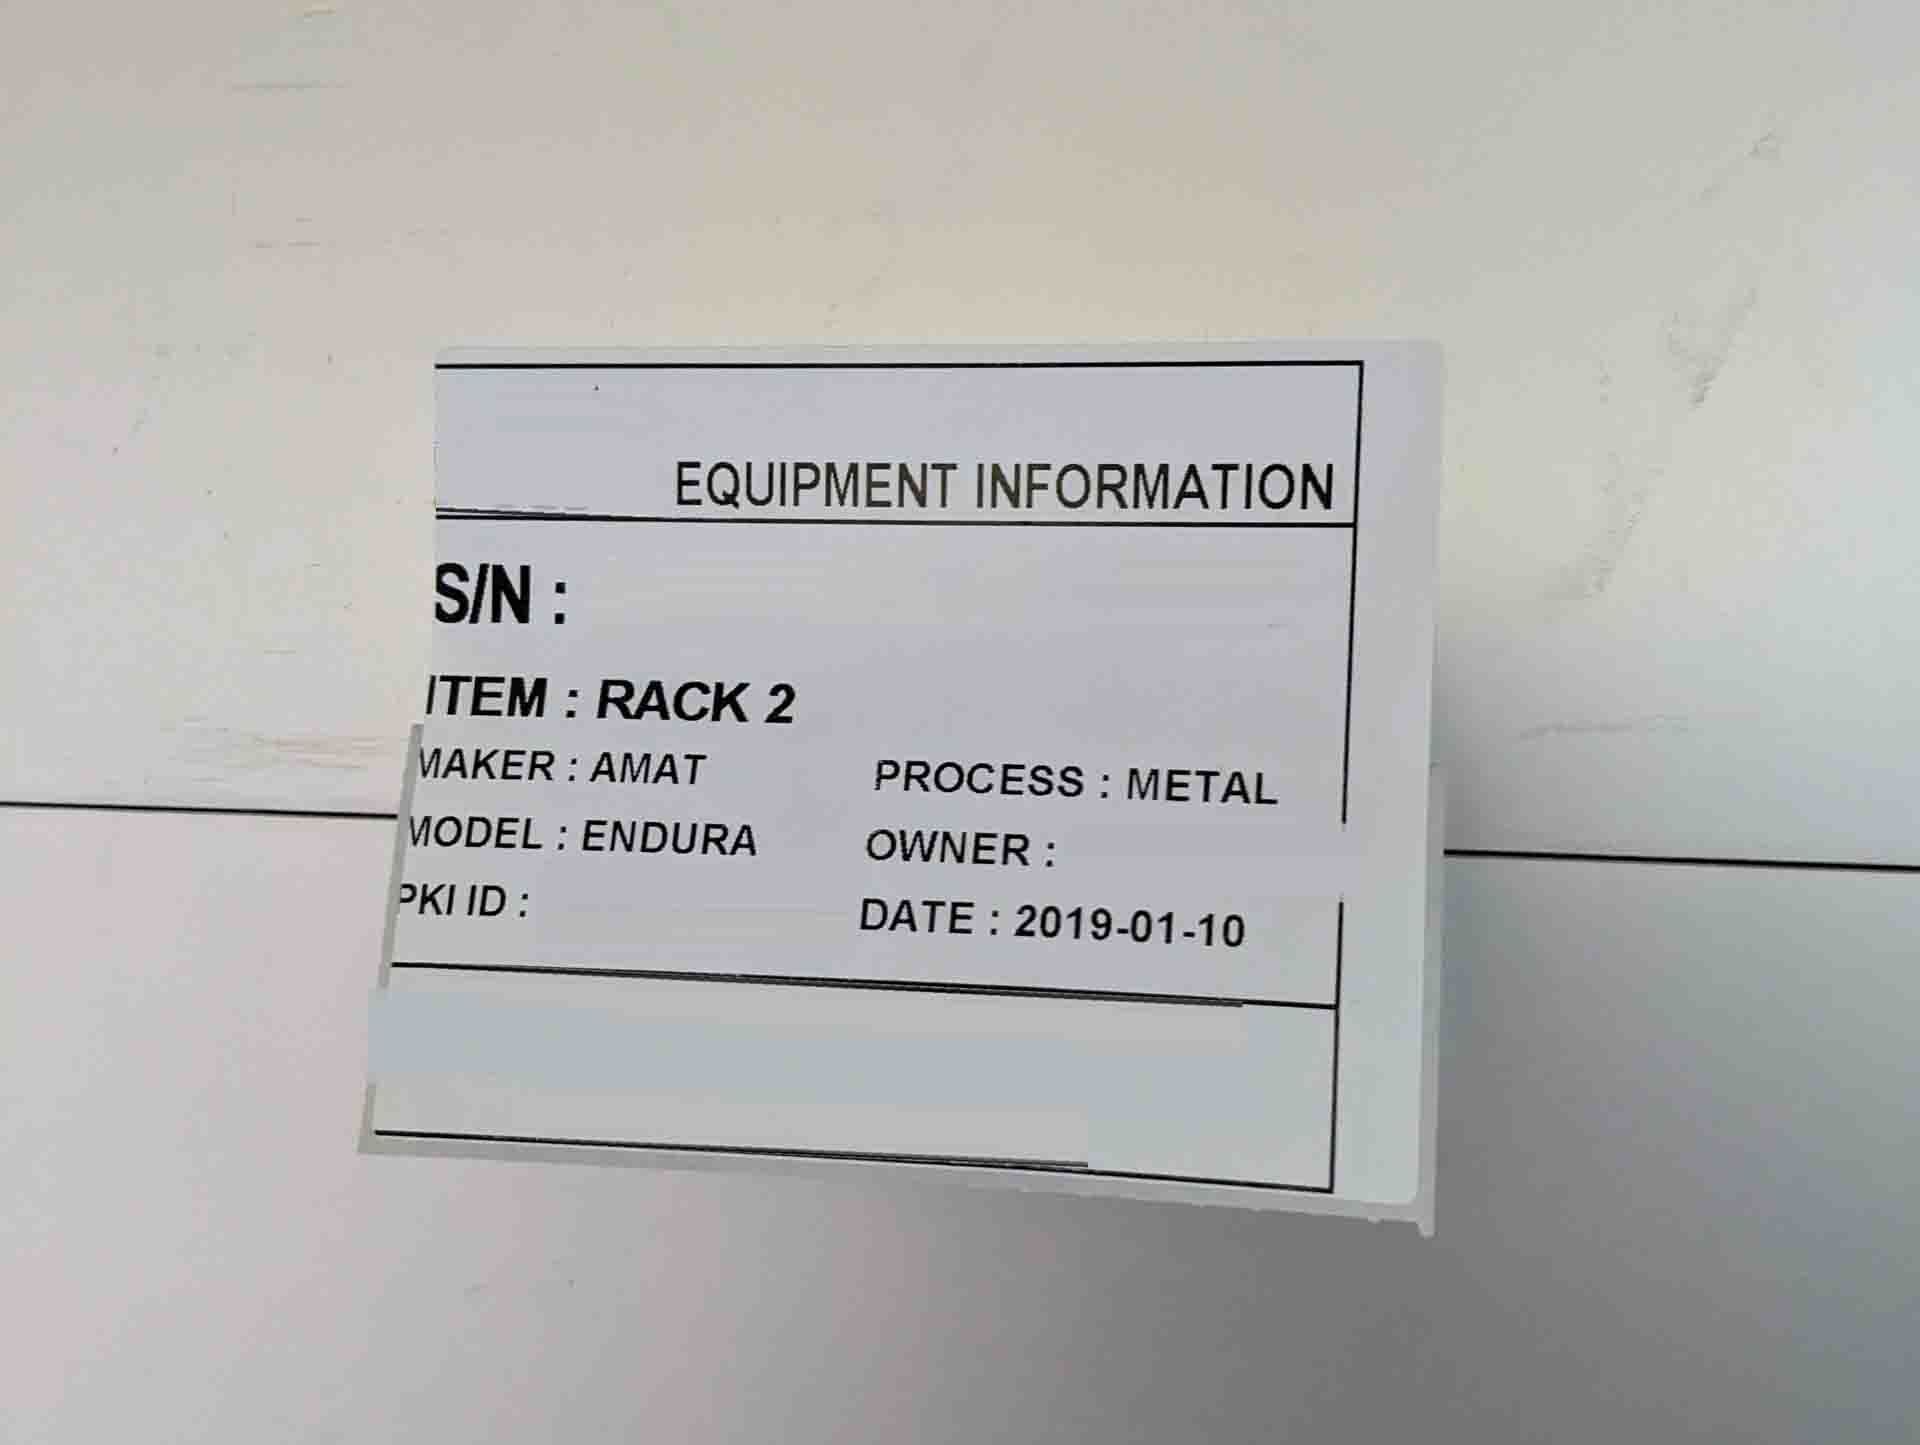 EQUIPMENT INFORMATION
S/N :
ITEM : RACK 2
MAKER : AMAT PROCESS : METAL
MODEL : ENDURA OWNER :
PKI ID : DATE : 2019-01-10